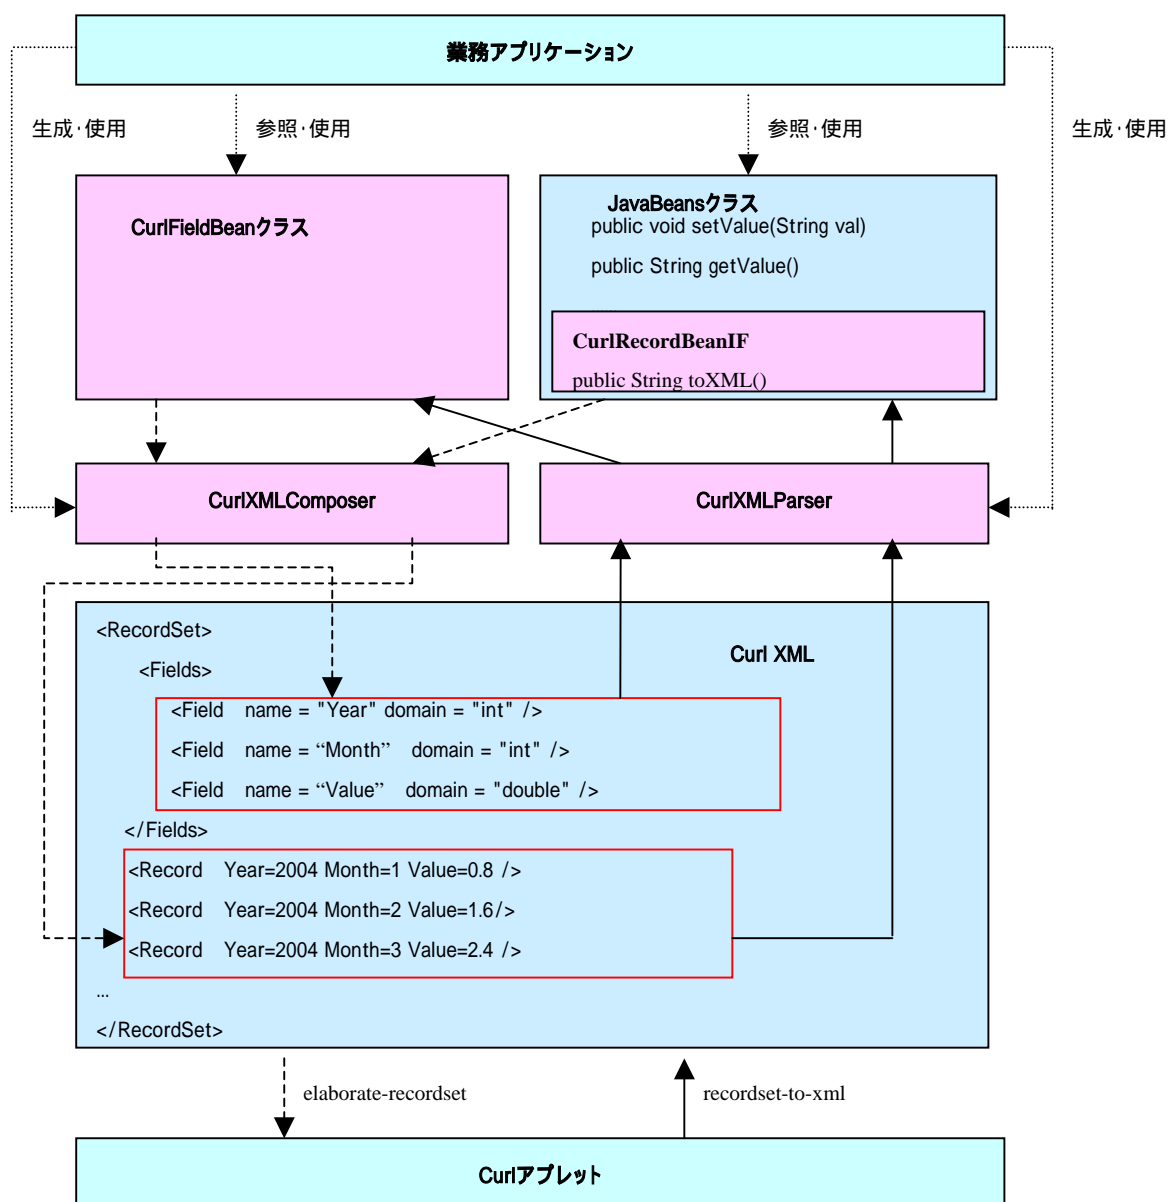 業務アプリケーション
生成・使用
参照・使用
参照・使用
生成・使用
CurlFieldBeanクラス
JavaBeansクラス
public void setValue(String val)
public String getValue()
CurlRecordBeanIF
public String toXML()
CurlXMLComposer
CurlXMLParser
<RecordSet>
Curl XML
<Fields>
<Field name = "Year" domain = "int" />
<Field name = “Month” domain = "int" />
<Field name = “Value” domain = "double" />
</Fields>
<Record Year=2004 Month=1 Value=0.8 />
<Record Year=2004 Month=2 Value=1.6/>
<Record Year=2004 Month=3 Value=2.4 />
...
</RecordSet>
elaborate-recordset
recordset-to-xml
Curlアプレット